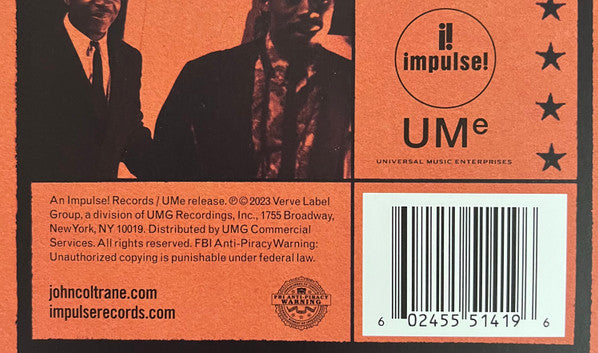 i!
impulse!
UMe
UNIVERSAL MUSIC ENTERPRISES
An Impulse! Records / UMe release. ℗© 2023 Verve Label
Group, a division of UMG Recordings, Inc., 1755 Broadway,
New York, NY 10019. Distributed by UMG Commercial
Services. All rights reserved. FBI Anti-Piracy Warning:
Unauthorized copying is punishable under federal law.
johncoltrane.com
impulserecords.com
FBI ANTI-PIRACY
WARNING
6 02455 51419 6